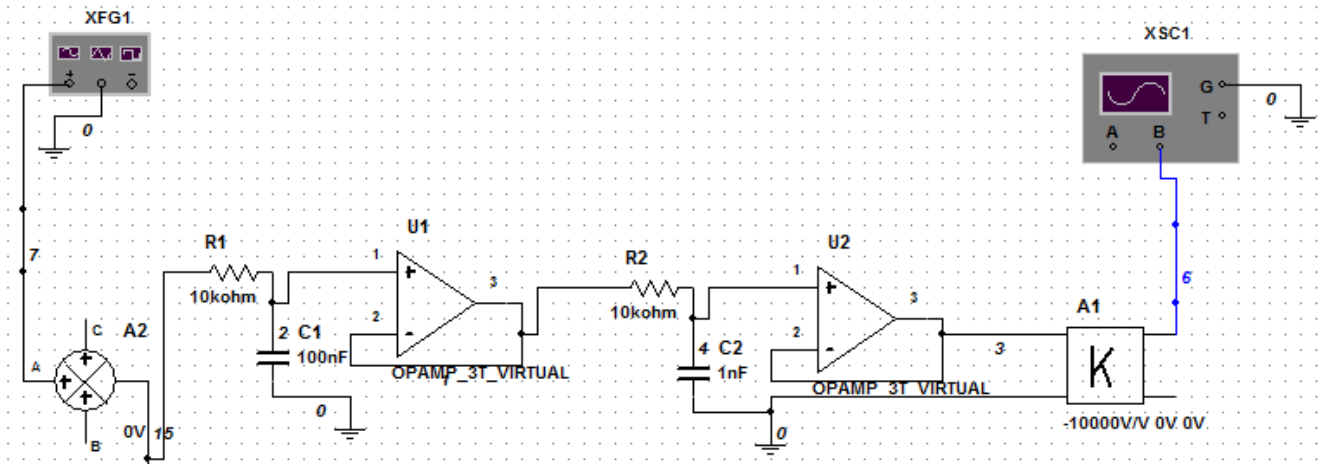 XFG1
XSC1
+
-
G
0
0
T
A B
U1
U2
7
R1
1
3
R2
1
3
6
+
+
10kohm
10kohm
A1
C
A2
2
2 C1
2
4 C2
3
K
A
100nF
-
1nF
-
OPAMP_3T_VIRTUAL
+
+
+
OPAMP_3T_VIRTUAL
0
B
0V 15
0
-10000V/V 0V 0V